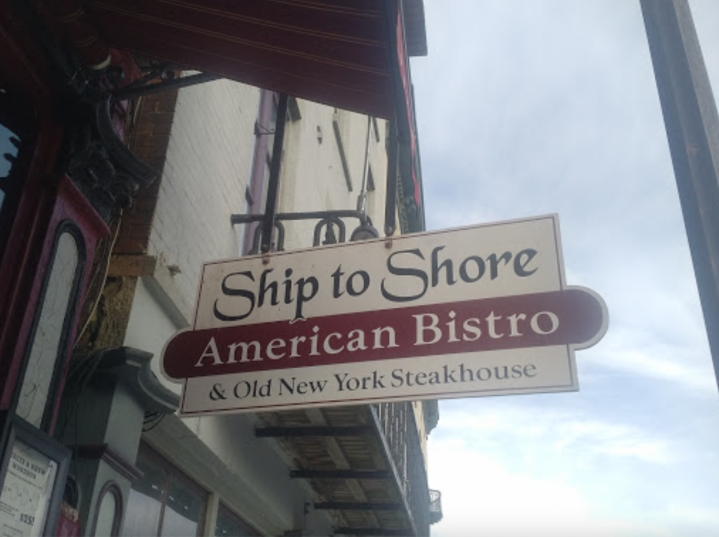 Ship to Shore
American Bistro
& Old New York Steakhouse